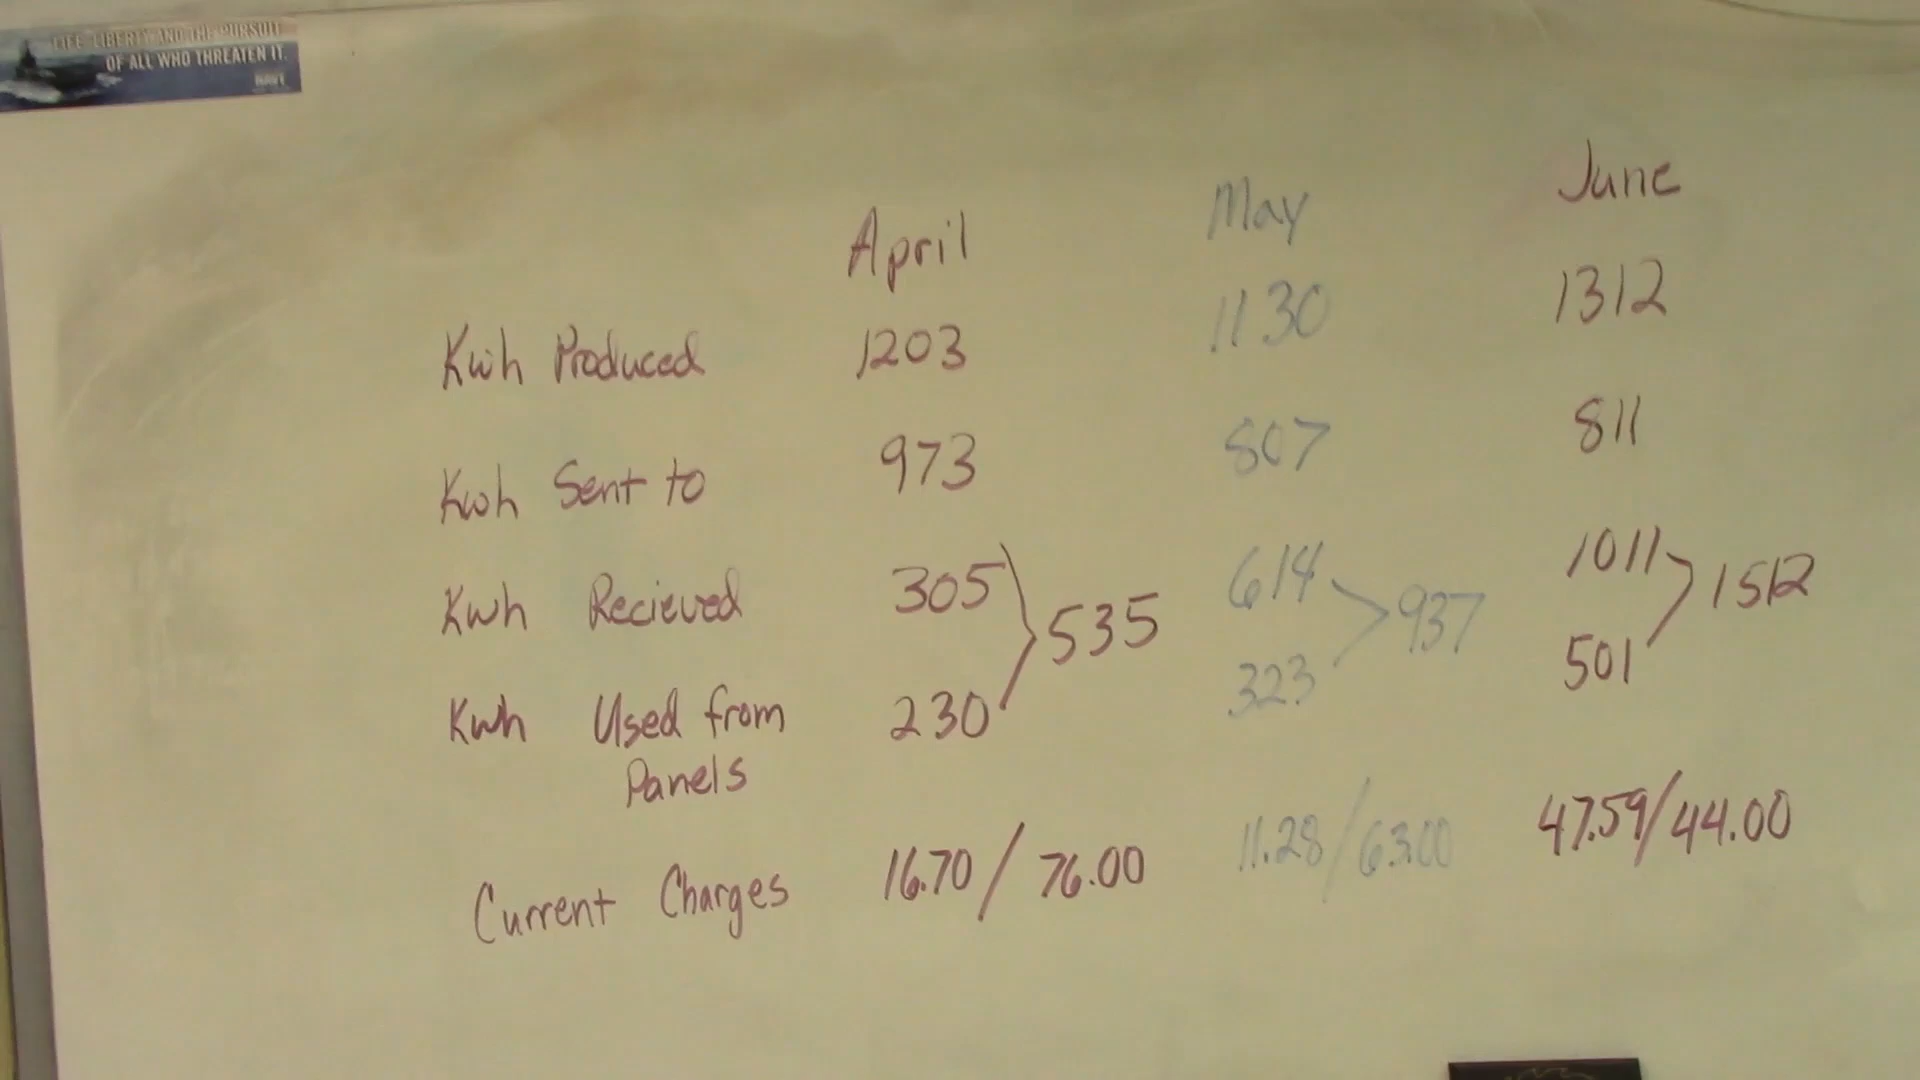 LIFE, LIBERTY AND THE PURSUIT
OF ALL WHO THREATEN IT.
NAVY
April May June
Kwh Produced 1203 1130 1312
Kwh Sent to 973 807 811
Kwh Recieved 305 614 1011
535 937 1512
Kwh Used from 230 323 501
Panels
Current Charges 16.70 / 76.00 11.28 / 63.00 47.59 / 44.00